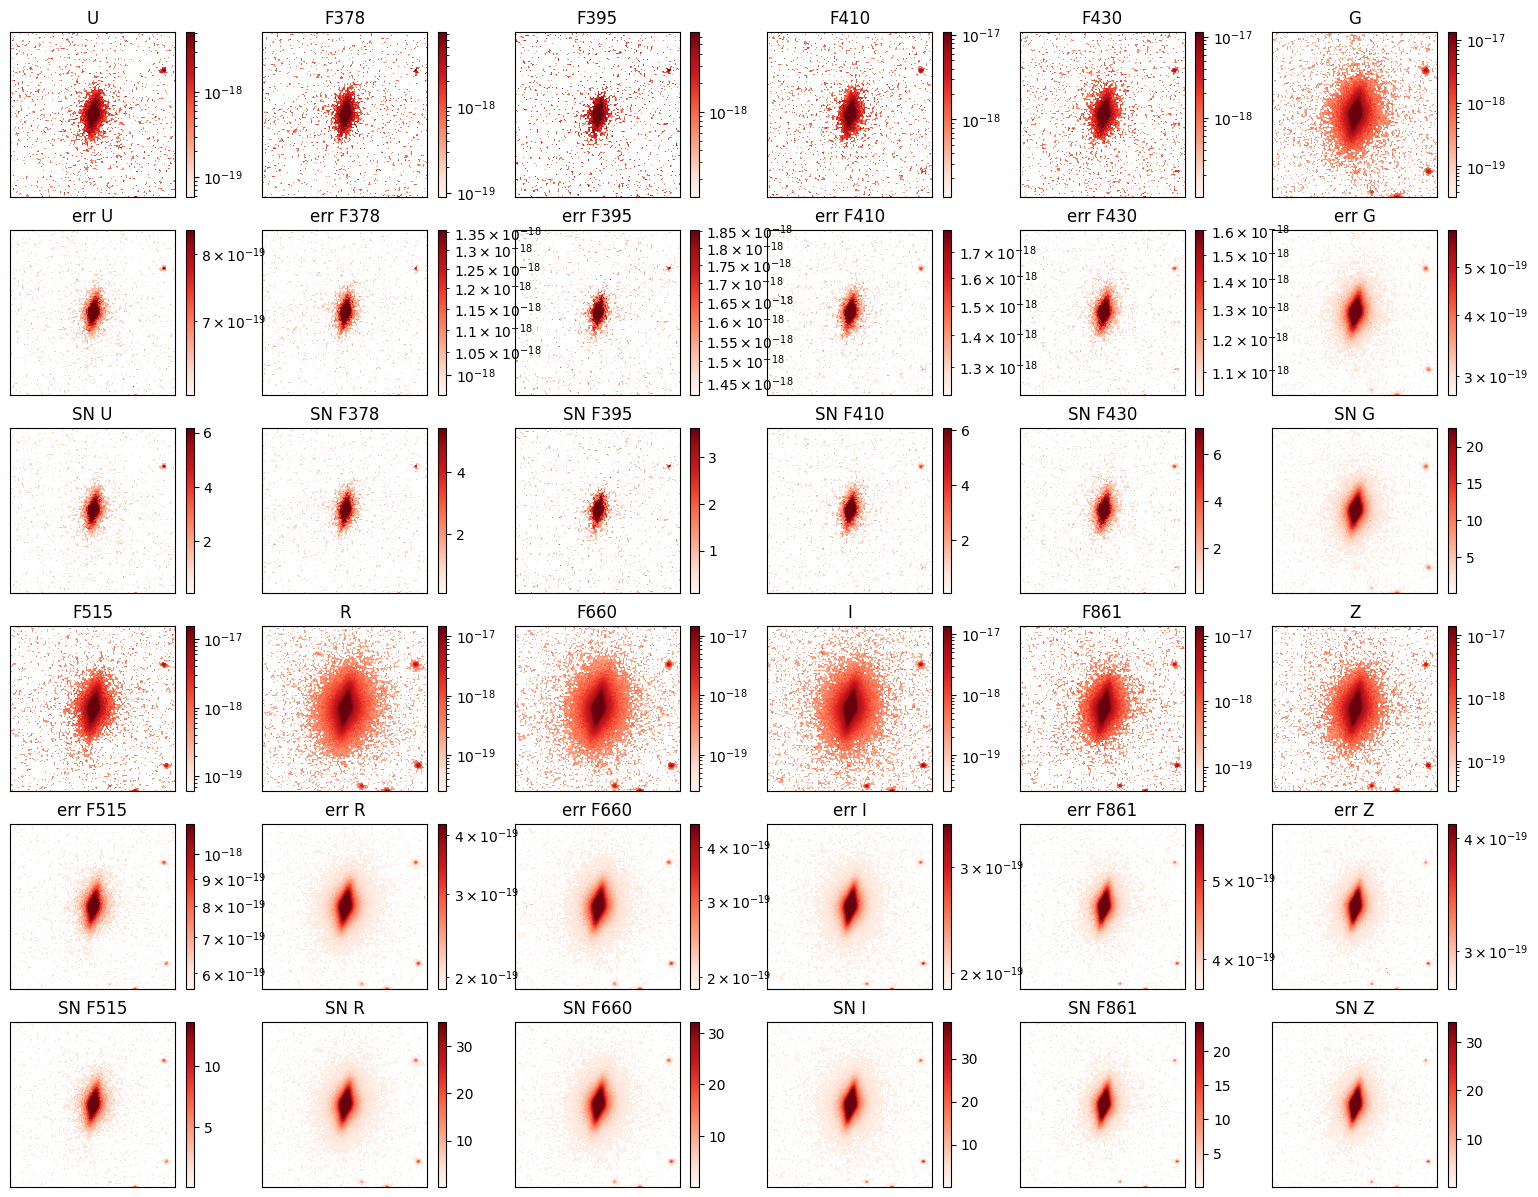 U F378 F395 F410 F430 G
10⁻¹⁸ 10⁻¹⁹
10⁻¹⁸ 10⁻¹⁹
10⁻¹⁸
10⁻¹⁷ 10⁻¹⁸
10⁻¹⁷ 10⁻¹⁸
10⁻¹⁷ 10⁻¹⁸ 10⁻¹⁹
err U err F378 err F395 err F410 err F430 err G
8 × 10⁻¹⁹ 7 × 10⁻¹⁹
1.35 × 10⁻¹⁸ 1.3 × 10⁻¹⁸ 1.25 × 10⁻¹⁸ 1.2 × 10⁻¹⁸ 1.15 × 10⁻¹⁸ 1.1 × 10⁻¹⁸ 1.05 × 10⁻¹⁸ 10⁻¹⁸
1.85 × 10⁻¹⁸ 1.8 × 10⁻¹⁸ 1.75 × 10⁻¹⁸ 1.7 × 10⁻¹⁸ 1.65 × 10⁻¹⁸ 1.6 × 10⁻¹⁸ 1.55 × 10⁻¹⁸ 1.5 × 10⁻¹⁸ 1.45 × 10⁻¹⁸
1.7 × 10⁻¹⁸ 1.6 × 10⁻¹⁸ 1.5 × 10⁻¹⁸ 1.4 × 10⁻¹⁸ 1.3 × 10⁻¹⁸
1.6 × 10⁻¹⁸ 1.5 × 10⁻¹⁸ 1.4 × 10⁻¹⁸ 1.3 × 10⁻¹⁸ 1.2 × 10⁻¹⁸ 1.1 × 10⁻¹⁸
5 × 10⁻¹⁹ 4 × 10⁻¹⁹ 3 × 10⁻¹⁹
SN U SN F378 SN F395 SN F410 SN F430 SN G
6 4 2
4 2
3 2 1
6 4 2
6 4 2
20 15 10 5
F515 R F660 I F861 Z
10⁻¹⁷ 10⁻¹⁸ 10⁻¹⁹
10⁻¹⁷ 10⁻¹⁸ 10⁻¹⁹
10⁻¹⁷ 10⁻¹⁸ 10⁻¹⁹
10⁻¹⁷ 10⁻¹⁸ 10⁻¹⁹
10⁻¹⁷ 10⁻¹⁸ 10⁻¹⁹
10⁻¹⁷ 10⁻¹⁸ 10⁻¹⁹
err F515 err R err F660 err I err F861 err Z
10⁻¹⁸ 9 × 10⁻¹⁹ 8 × 10⁻¹⁹ 7 × 10⁻¹⁹ 6 × 10⁻¹⁹
4 × 10⁻¹⁹ 3 × 10⁻¹⁹ 2 × 10⁻¹⁹
4 × 10⁻¹⁹ 3 × 10⁻¹⁹ 2 × 10⁻¹⁹
3 × 10⁻¹⁹ 2 × 10⁻¹⁹
5 × 10⁻¹⁹ 4 × 10⁻¹⁹
4 × 10⁻¹⁹ 3 × 10⁻¹⁹
SN F515 SN R SN F660 SN I SN F861 SN Z
10 5
30 20 10
30 20 10
30 20 10
20 15 10 5
30 20 10